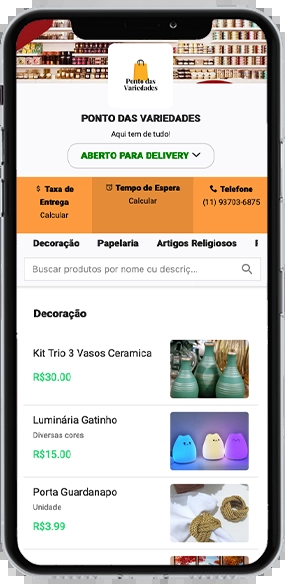 Ponto das
Variedades
PONTO DAS VARIEDADES
Aqui tem de tudo!
ABERTO PARA DELIVERY
$ Taxa de
Entrega
Calcular
Tempo de Espera
Calcular
Telefone
(11) 93703-6875
Decoração Papelaria Artigos Religiosos F
Buscar produtos por nome ou descriç...
Decoração
Kit Trio 3 Vasos Ceramica
R$30.00
Luminária Gatinho
Diversas cores
R$15.00
Porta Guardanapo
Unidade
R$3.99